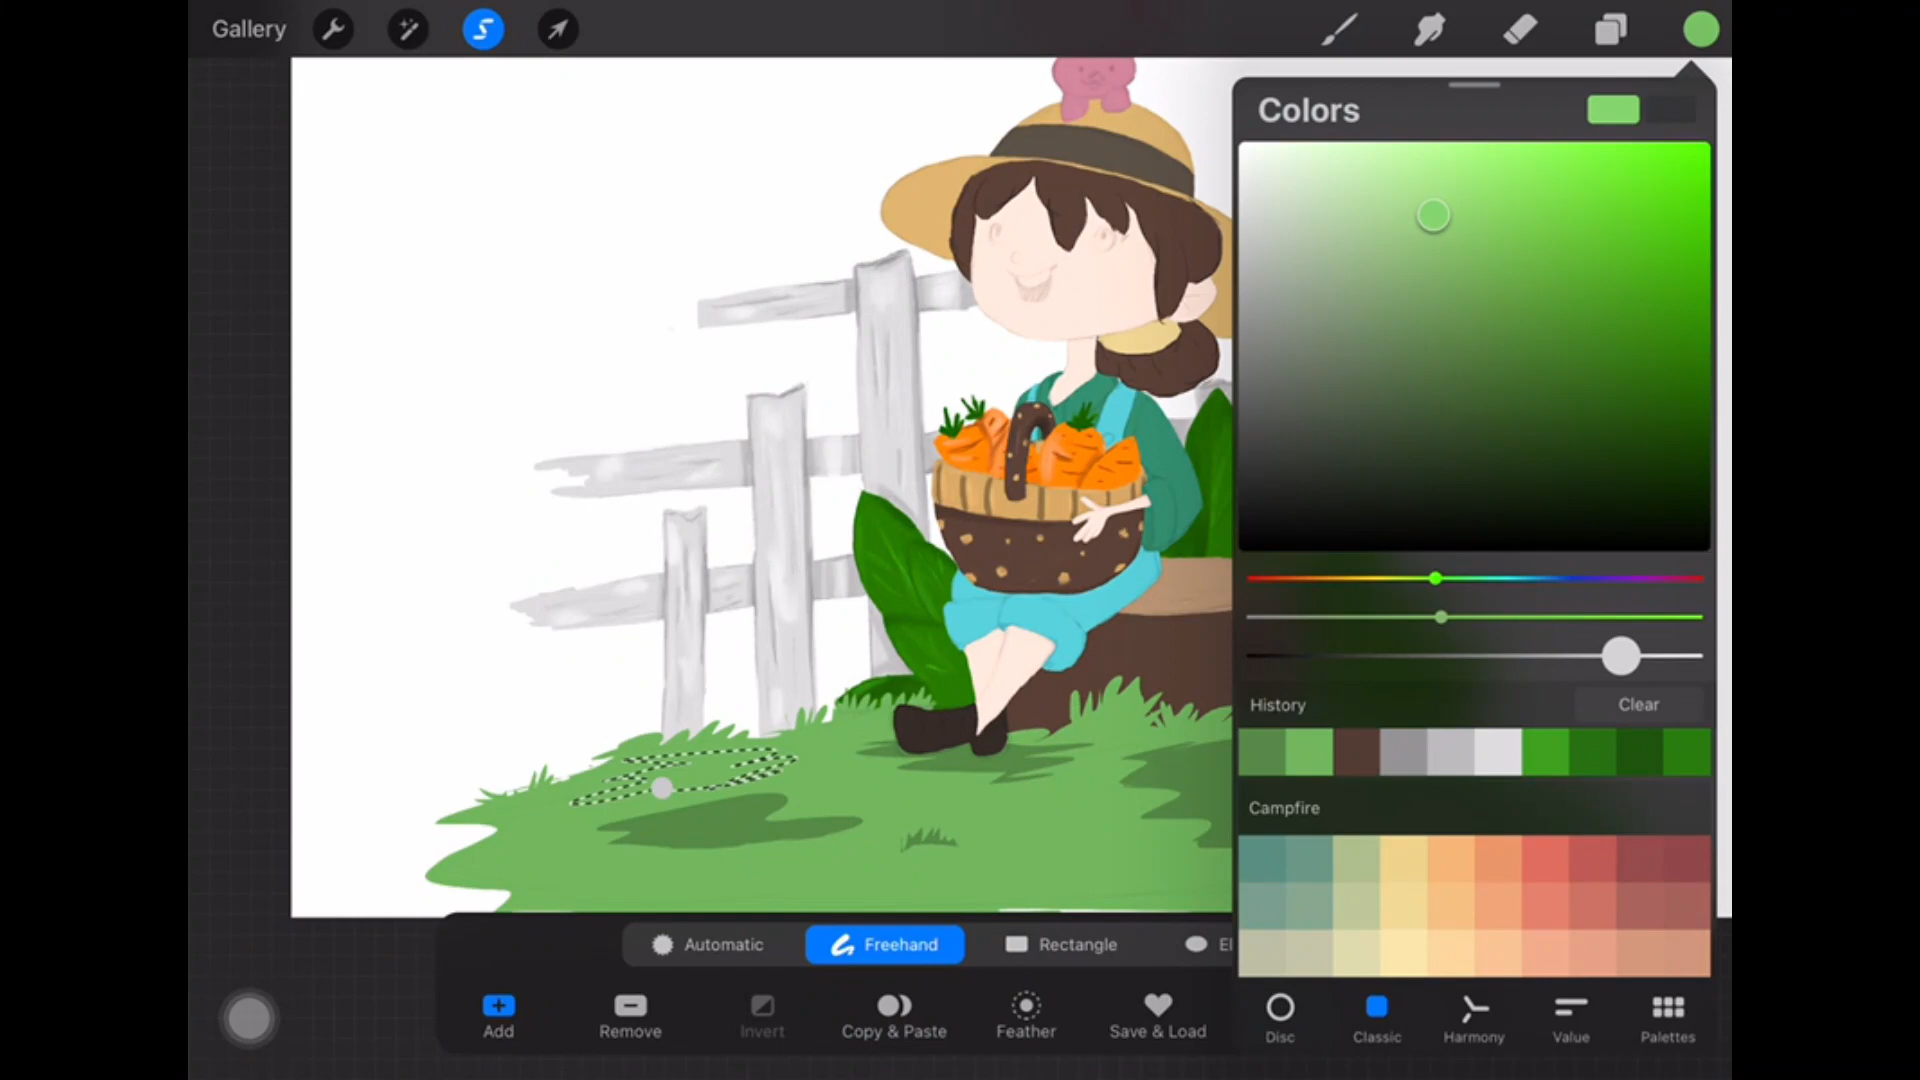 Gallery
Colors
History
Clear
Campfire
Automatic
Freehand
Rectangle
El
Add
Remove
Invert
Copy & Paste
Feather
Save & Load
Disc
Classic
Harmony
Value
Palettes